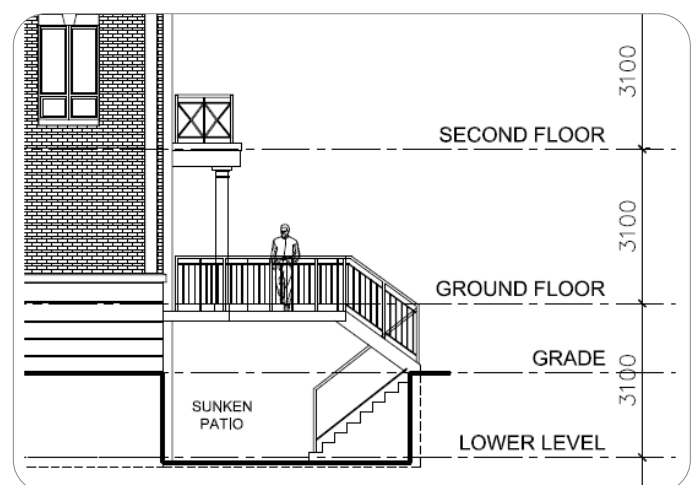 3100
SECOND FLOOR
3100
GROUND FLOOR
GRADE
3100
SUNKEN
PATIO
LOWER LEVEL